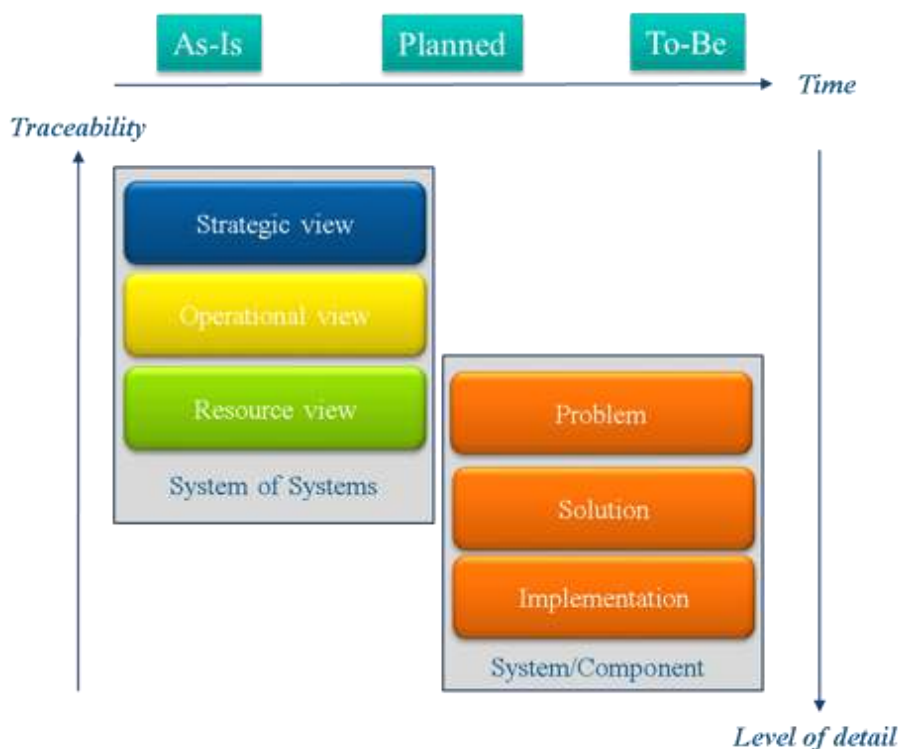 As-Is
Planned
To-Be
Time
Traceability
Strategic view
Operational view
Resource view
System of Systems
Problem
Solution
Implementation
System/Component
Level of detail